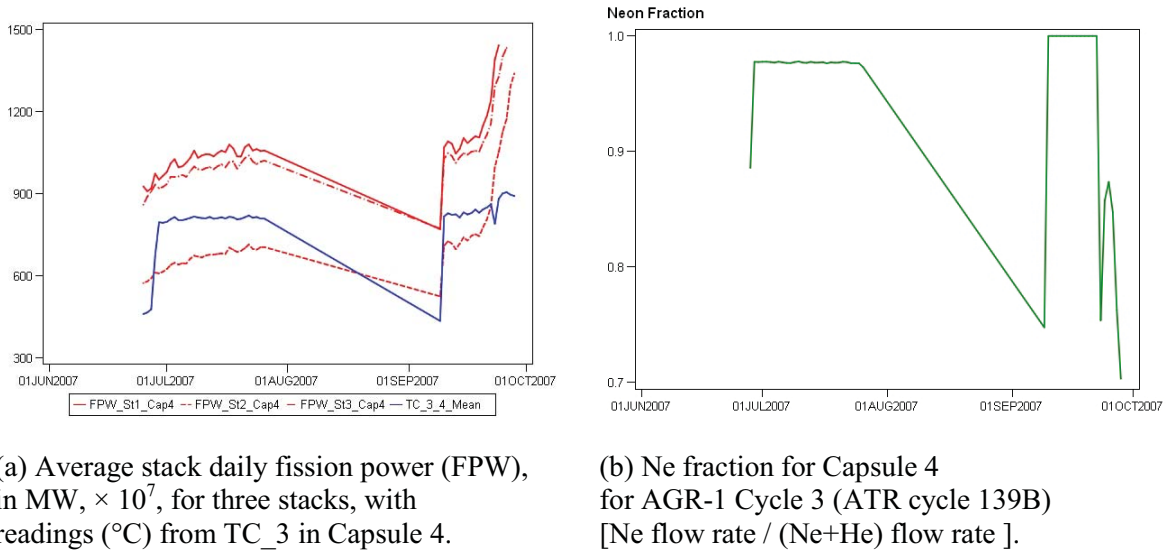 1500
1200
900
600
300
01JUN2007 01JUL2007 01AUG2007 01SEP2007 01OCT2007
FPW_St1_Cap4 FPW_St2_Cap4 FPW_St3_Cap4 TC_3_4_Mean
Neon Fraction
1.0
0.9
0.8
0.7
01JUN2007 01JUL2007 01AUG2007 01SEP2007 01OCT2007
(a) Average stack daily fission power (FPW),
in MW, × 10⁷, for three stacks, with
readings (°C) from TC_3 in Capsule 4.
(b) Ne fraction for Capsule 4
for AGR-1 Cycle 3 (ATR cycle 139B)
[Ne flow rate / (Ne+He) flow rate ].